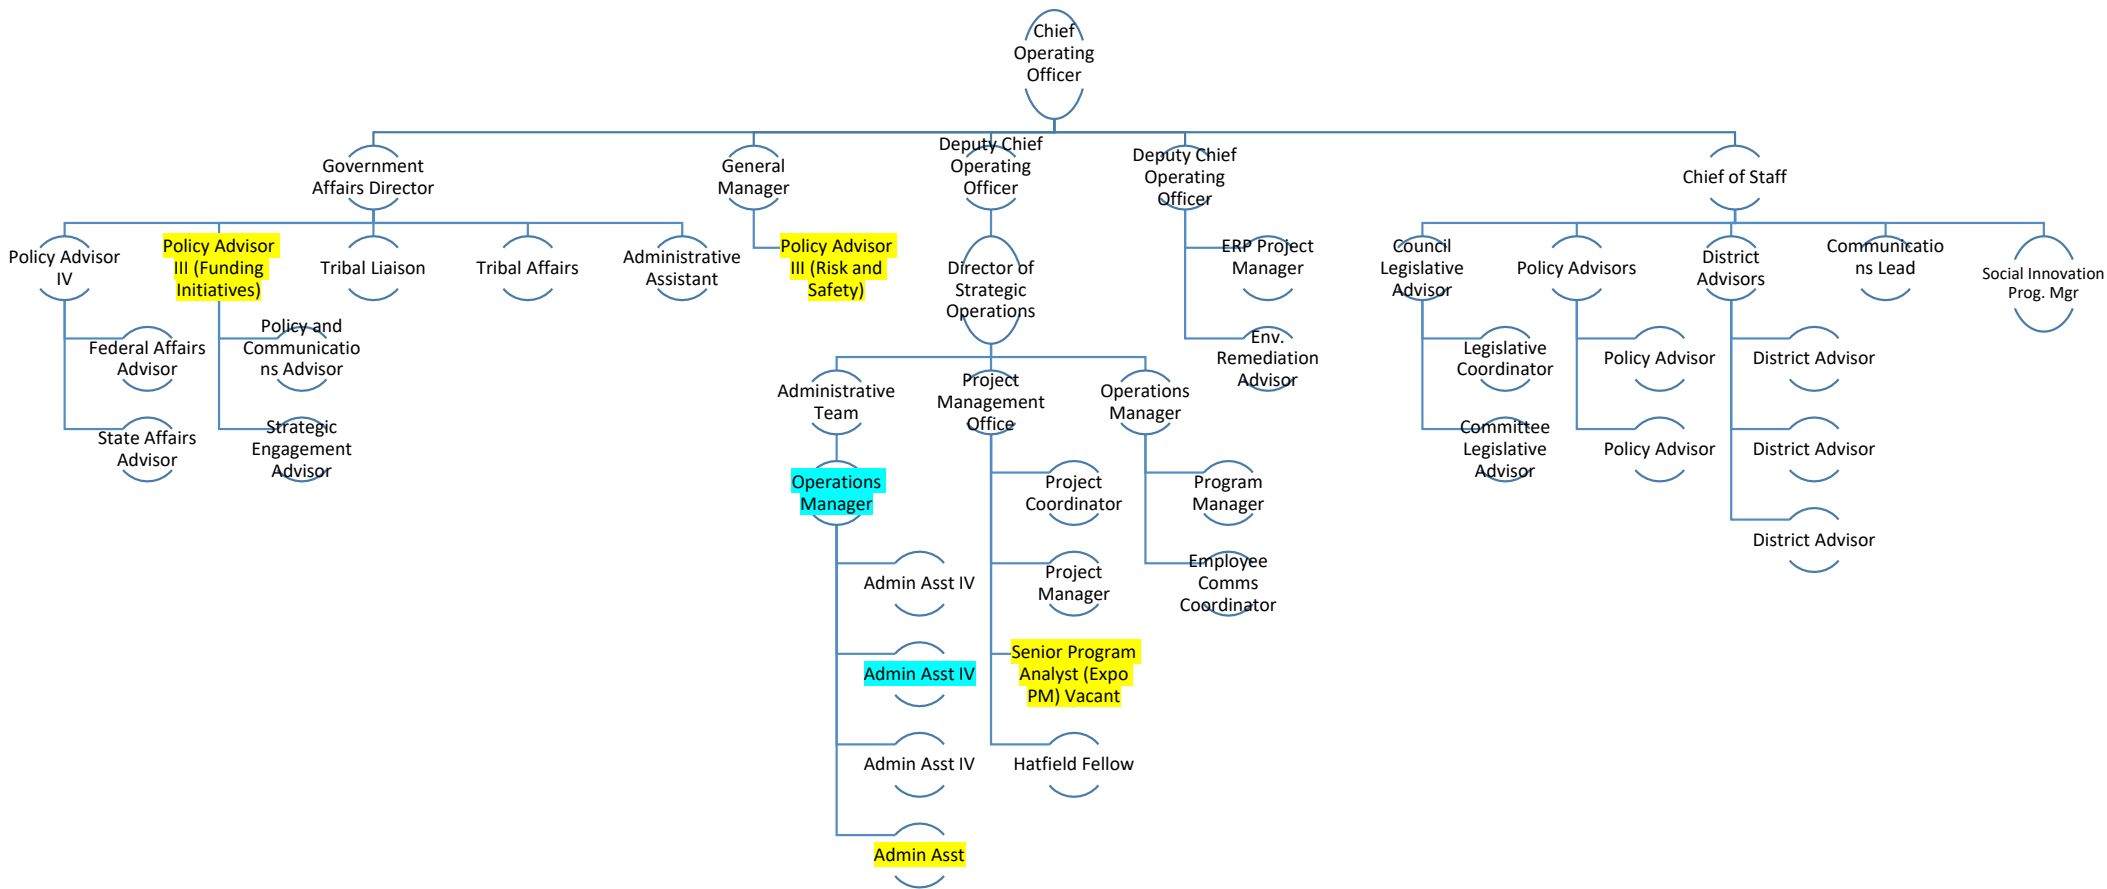 Chief
Operating
Officer
Government
Affairs Director
General
Manager
Deputy Chief
Operating
Officer
Deputy Chief
Operating
Officer
Chief of Staff
Policy Advisor
IV
Policy Advisor
III (Funding
Initiatives)
Tribal Liaison
Tribal Affairs
Administrative
Assistant
Policy Advisor
III (Risk and
Safety)
Director of
Strategic
Operations
ERP Project
Manager
Council
Legislative
Advisor
Policy Advisors
District
Advisors
Communicatio
ns Lead
Social Innovation
Prog. Mgr
Federal Affairs
Advisor
Policy and
Communicatio
ns Advisor
Env.
Remediation
Advisor
Legislative
Coordinator
Policy Advisor
District Advisor
Administrative
Team
Project
Management
Office
Operations
Manager
State Affairs
Advisor
Strategic
Engagement
Advisor
Committee
Legislative
Advisor
Policy Advisor
District Advisor
Operations
Manager
Project
Coordinator
Program
Manager
District Advisor
Admin Asst IV
Project
Manager
Employee
Comms
Coordinator
Admin Asst IV
Senior Program
Analyst (Expo
PM) Vacant
Admin Asst IV
Hatfield Fellow
Admin Asst